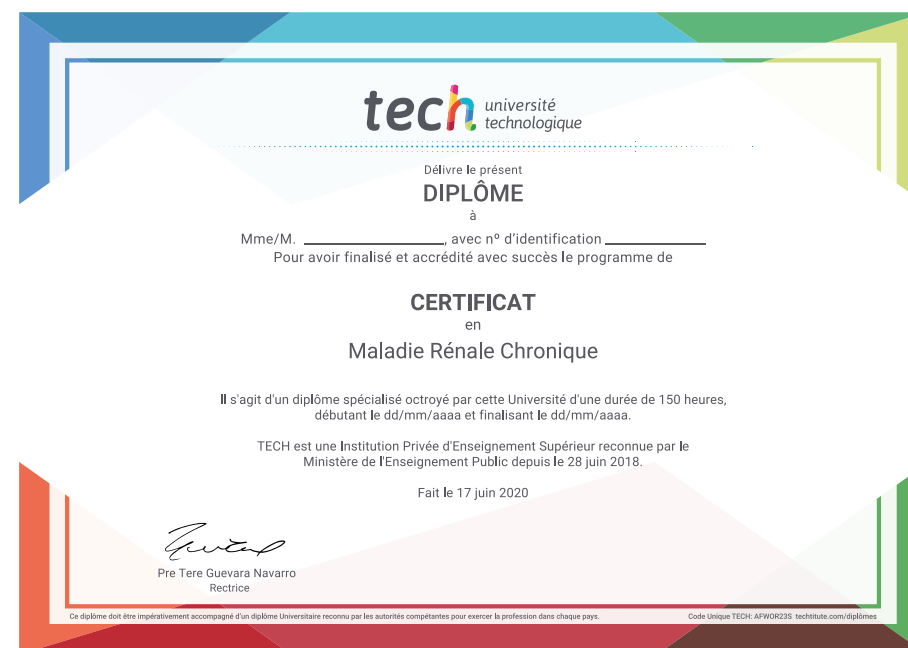 tech université
technologique
Délivre le présent
DIPLÔME
à
Mme/M. ____________________, avec nº d'identification ______________
Pour avoir finalisé et accrédité avec succès le programme de
CERTIFICAT
en
Maladie Rénale Chronique
Il s'agit d'un diplôme spécialisé octroyé par cette Université d'une durée de 150 heures,
débutant le dd/mm/aaaa et finalisant le dd/mm/aaaa.
TECH est une Institution Privée d'Enseignement Supérieur reconnue par le
Ministère de l'Enseignement Public depuis le 28 juin 2018.
Fait le 17 juin 2020
Pre Tere Guevara Navarro
Rectrice
Ce diplôme doit être impérativement accompagné d'un diplôme Universitaire reconnu par les autorités compétantes pour exercer la profession dans chaque pays.
Code Unique TECH: AFWOR23S techtitute.com/diplômes